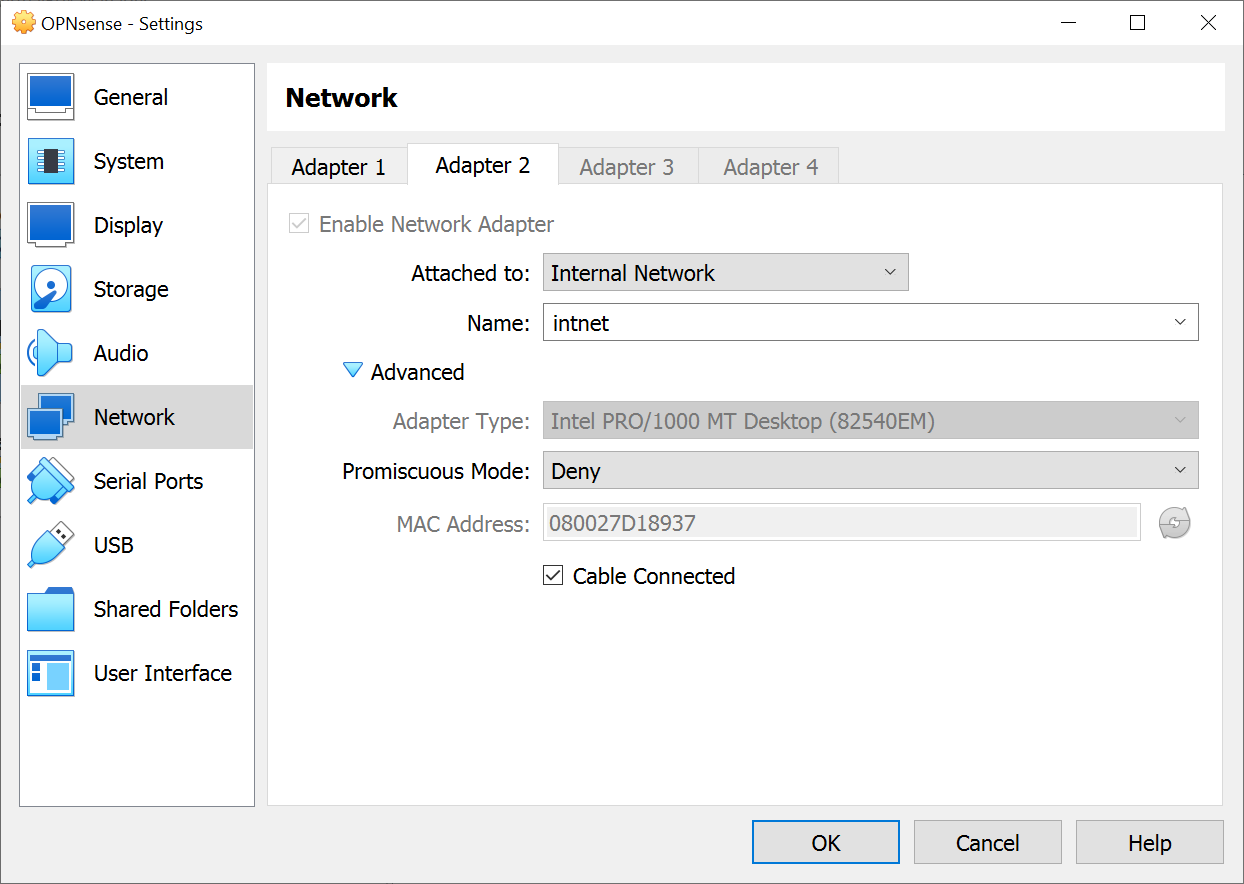 OPNsense - Settings
General
System
Display
Storage
Audio
Network
Serial Ports
USB
Shared Folders
User Interface
Network
Adapter 1 Adapter 2 Adapter 3 Adapter 4
Enable Network Adapter
Attached to: Internal Network
Name: intnet
Advanced
Adapter Type: Intel PRO/1000 MT Desktop (82540EM)
Promiscuous Mode: Deny
MAC Address: 080027D18937
Cable Connected
OK Cancel Help